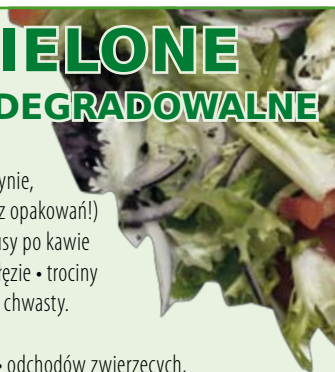 IELONE
DEGRADOWALNE
ynie,
z opakowań!)
usy po kawie
ęzie • trociny
chwasty.
• odchodów zwierzęcych,